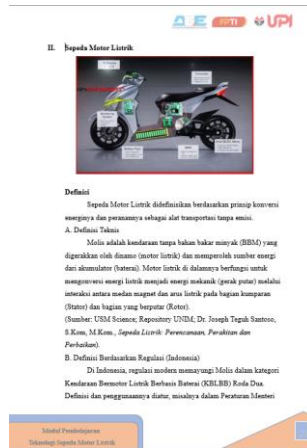 UPI
II. Sepeda Motor Listrik
Definisi
Sepeda Motor Listrik didefinisikan berdasarkan prinsip konversi
energinya dan peranannya sebagai alat transportasi tanpa emisi.
A. Definisi Teknis
Molis adalah kendaraan tanpa bahan bakar minyak (BBM) yang
digerakkan oleh dinamo (motor listrik) dan memperoleh sumber energi
dari akumulator (baterai). Motor listrik di dalamnya berfungsi untuk
mengonversi energi listrik menjadi energi mekanik (gerak putar) melalui
interaksi antara medan magnet dan arus listrik pada bagian kumparan
(Stator) dan bagian yang berputar (Rotor).
(Sumber: USM Science; Repository UNIM; Dr. Joseph Teguh Santoso,
S.Kom, M.Kom., Sepeda Listrik: Perencanaan, Perakitan dan
Perbaikan).
B. Definisi Berdasarkan Regulasi (Indonesia)
Di Indonesia, regulasi modern memayungi Molis dalam kategori
Kendaraan Bermotor Listrik Berbasis Baterai (KBLBB) Roda Dua.
Definisi dan penggunaannya diatur, misalnya dalam Peraturan Menteri
Modul Pembelajaran
Teknologi Sepeda Motor Listrik